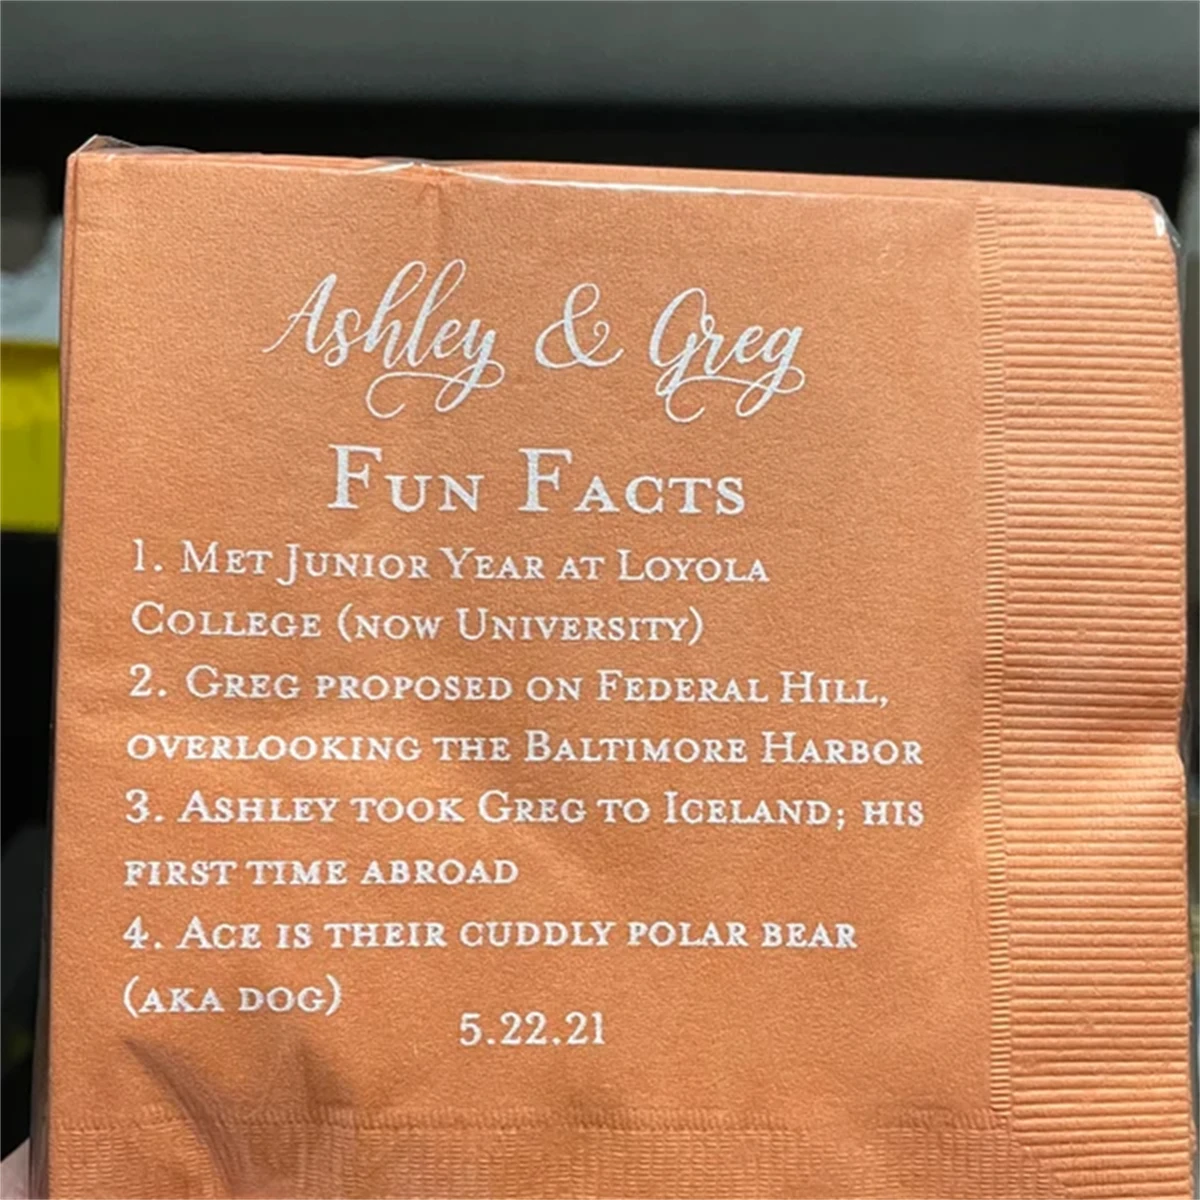 Ashley & Greg
Fun Facts
1. Met Junior Year at Loyola
College (now University)
2. Greg proposed on Federal Hill,
overlooking the Baltimore Harbor
3. Ashley took Greg to Iceland; his
first time abroad
4. Ace is their cuddly polar bear
(aka dog)
5.22.21